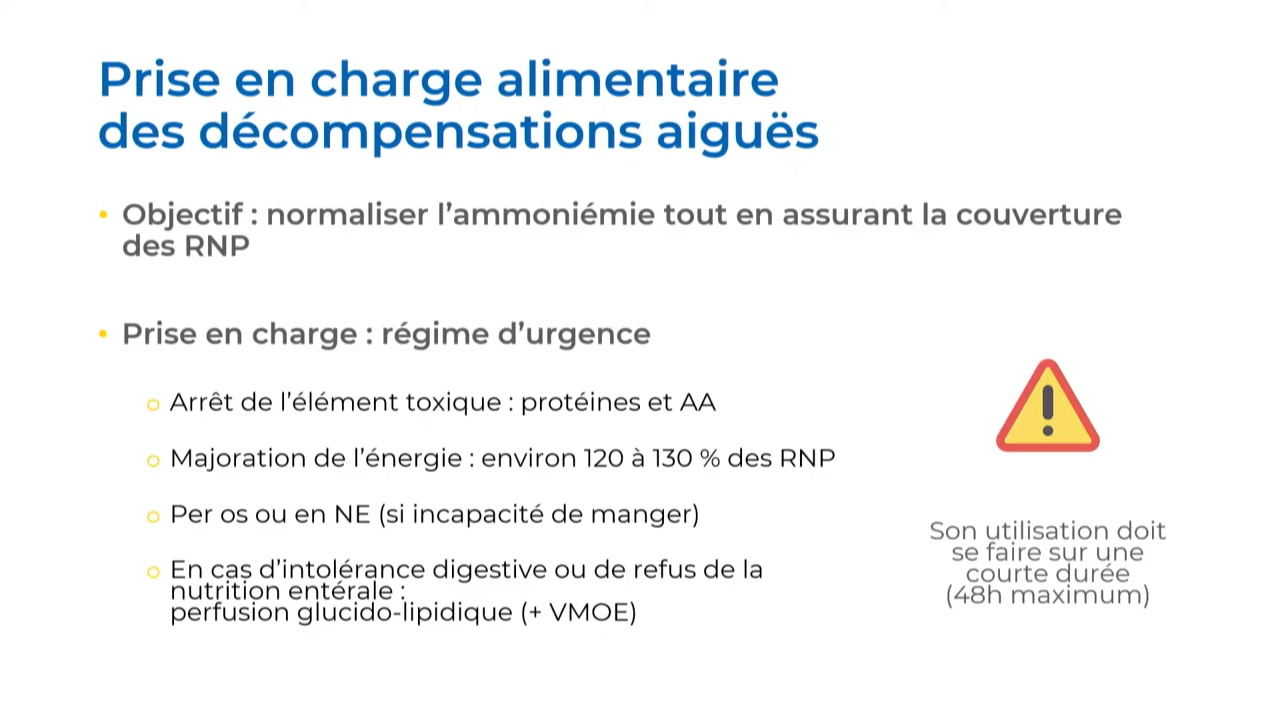 Prise en charge alimentaire
des décompensations aiguës
• Objectif : normaliser l'ammoniémie tout en assurant la couverture
des RNP
• Prise en charge : régime d'urgence
o Arrêt de l'élément toxique : protéines et AA
o Majoration de l'énergie : environ 120 à 130 % des RNP
o Per os ou en NE (si incapacité de manger)
o En cas d'intolérance digestive ou de refus de la
nutrition entérale :
perfusion glucido-lipidique (+ VMOE)
Son utilisation doit
se faire sur une
courte durée
(48h maximum)